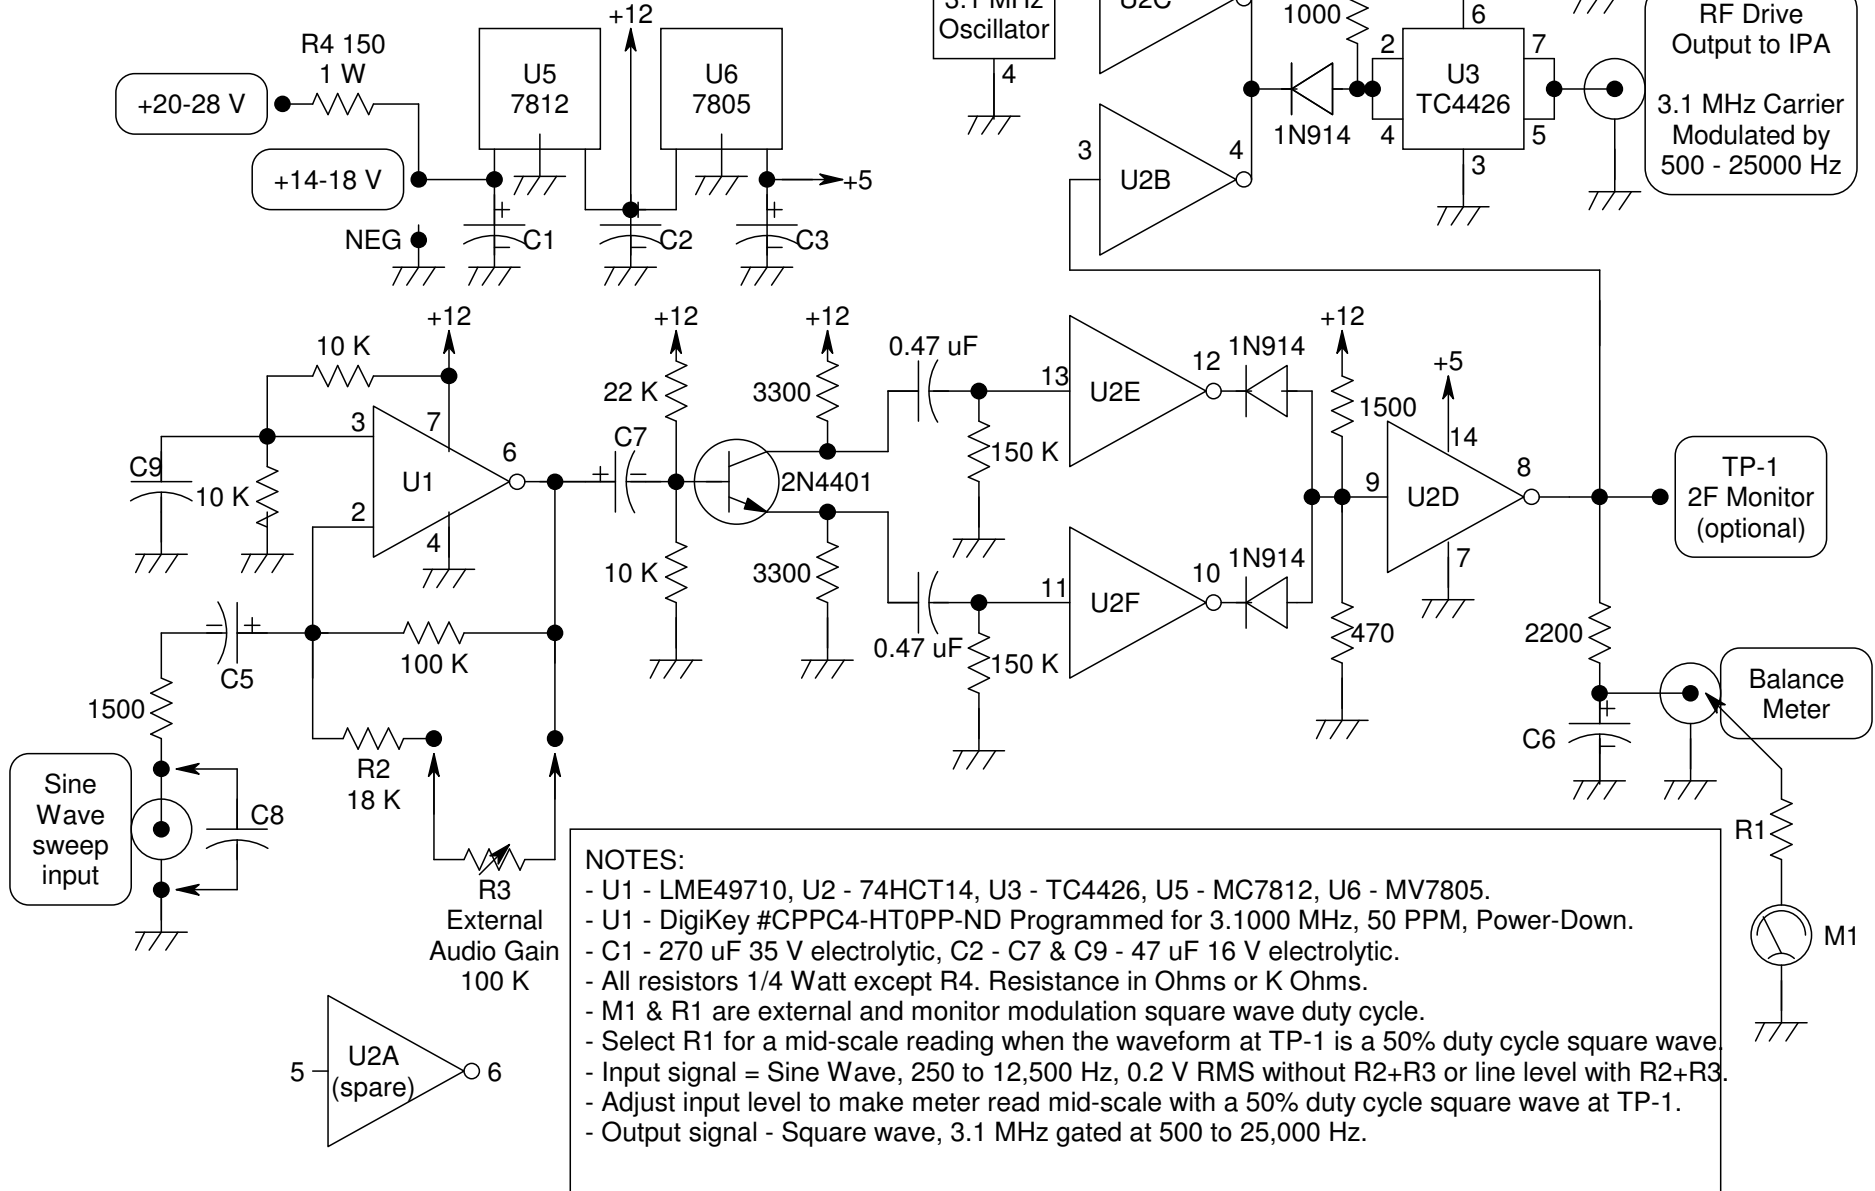 3.1 MHz
Oscillator
4
U2C
1000
6
2
7
U3
TC4426
4
5
3
1N914
RF Drive
Output to IPA
3.1 MHz Carrier
Modulated by
500 - 25000 Hz
+12
R4 150
1 W
+20-28 V
U5
7812
U6
7805
+14-18 V
+5
+
+
+
NEG
C1
C2
C3
−
−
−
3
U2B
4
+12
10 K
3
7
6
U1
C9
10 K
2
4
+12
22 K
C7
+
−
10 K
+12
3300
2N4401
3300
0.47 uF
13
U2E
12
1N914
150 K
11
U2F
10
1N914
0.47 uF
150 K
+12
1500
9
470
+5
14
U2D
8
7
TP-1
2F Monitor
(optional)
2200
Balance
Meter
+
C6
−
R1
M1
−
+
C5
100 K
1500
R2
18 K
Sine
Wave
sweep
input
C8
R3
External
Audio Gain
100 K
5
U2A
(spare)
6
NOTES:
- U1 - LME49710, U2 - 74HCT14, U3 - TC4426, U5 - MC7812, U6 - MV7805.
- U1 - DigiKey #CPPC4-HT0PP-ND Programmed for 3.1000 MHz, 50 PPM, Power-Down.
- C1 - 270 uF 35 V electrolytic, C2 - C7 & C9 - 47 uF 16 V electrolytic.
- All resistors 1/4 Watt except R4. Resistance in Ohms or K Ohms.
- M1 & R1 are external and monitor modulation square wave duty cycle.
- Select R1 for a mid-scale reading when the waveform at TP-1 is a 50% duty cycle square wave.
- Input signal = Sine Wave, 250 to 12,500 Hz, 0.2 V RMS without R2+R3 or line level with R2+R3.
- Adjust input level to make meter read mid-scale with a 50% duty cycle square wave at TP-1.
- Output signal - Square wave, 3.1 MHz gated at 500 to 25,000 Hz.